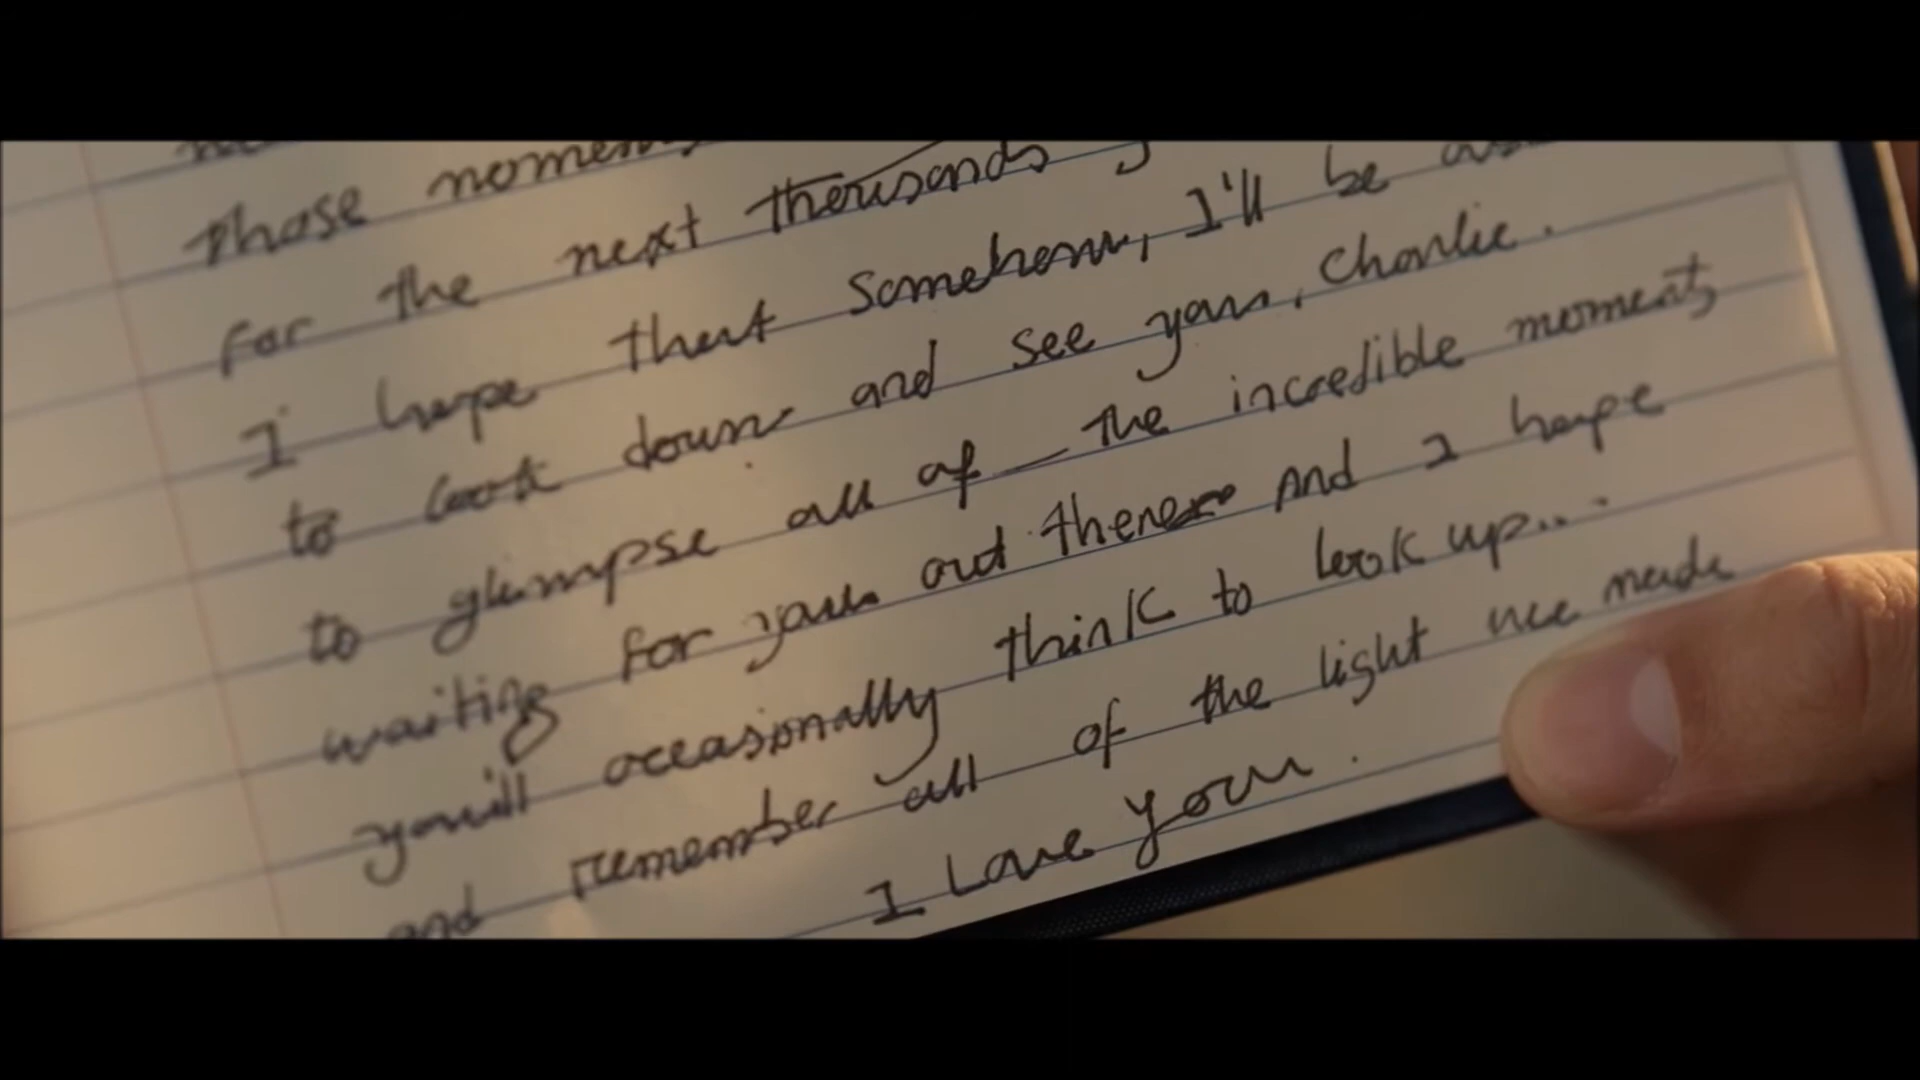 those moments
for the next thousands
I hope that somehow, I'll be
to look down and see you, Charlie.
to glimpse all of the incredible moments
waiting for you out there And I hope
you'll occasionally think to look up...
and remember all of the light we made
I Love you.